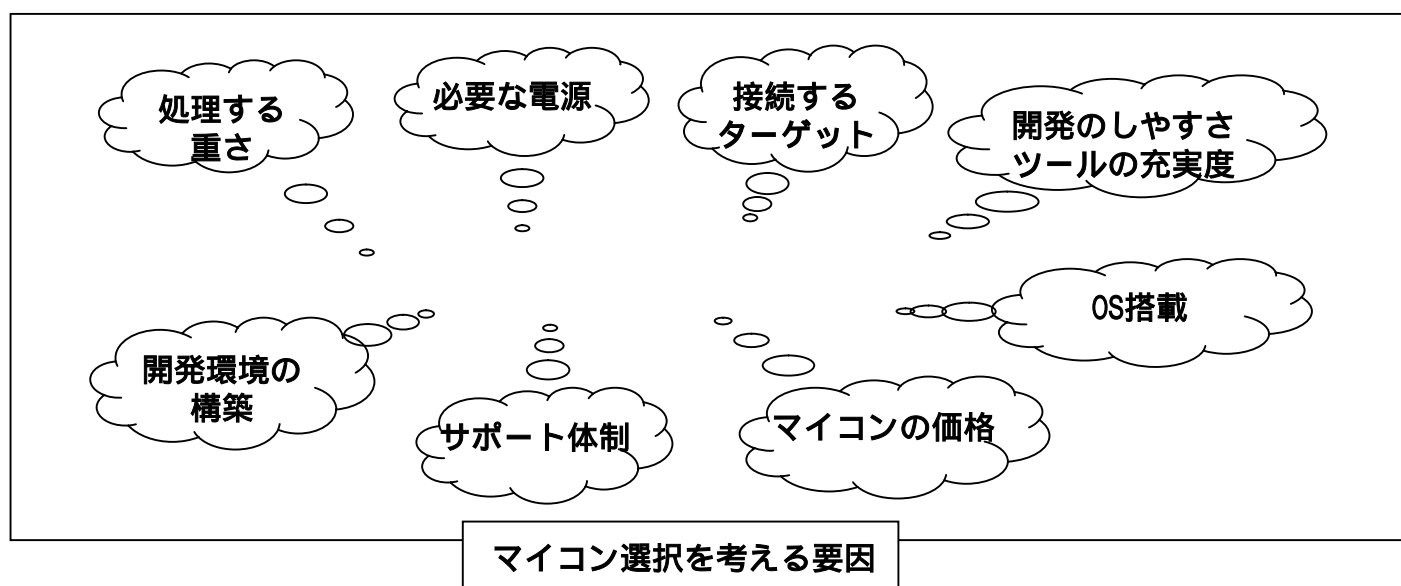 処理する
重さ
必要な電源
接続する
ターゲット
開発のしやすさ
ツールの充実度
OS搭載
開発環境の
構築
サポート体制
マイコンの価格
マイコン選択を考える要因